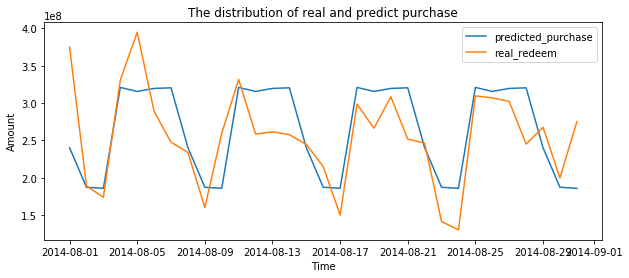 The distribution of real and predict purchase
1e8
4.0
3.5
3.0
2.5
2.0
1.5
Amount
predicted_purchase
real_redeem
2014-08-01 2014-08-05 2014-08-09 2014-08-13 2014-08-17 2014-08-21 2014-08-25 2014-08-29 2014-09-01
Time